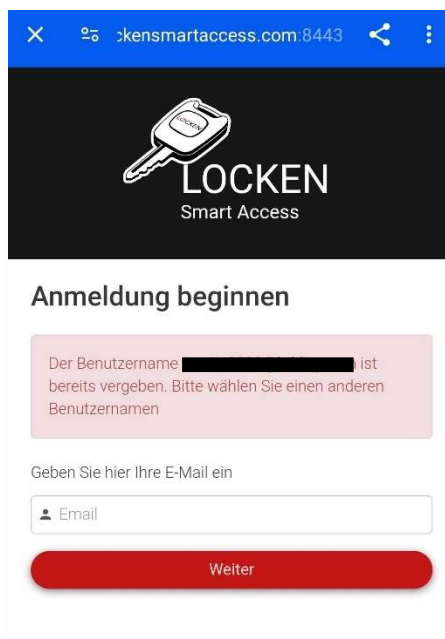 ckensmartaccess.com:8443
LOCKEN
LOCKEN
Smart Access
Anmeldung beginnen
Der Benutzername ist
bereits vergeben. Bitte wählen Sie einen anderen
Benutzernamen
Geben Sie hier Ihre E-Mail ein
Email
Weiter